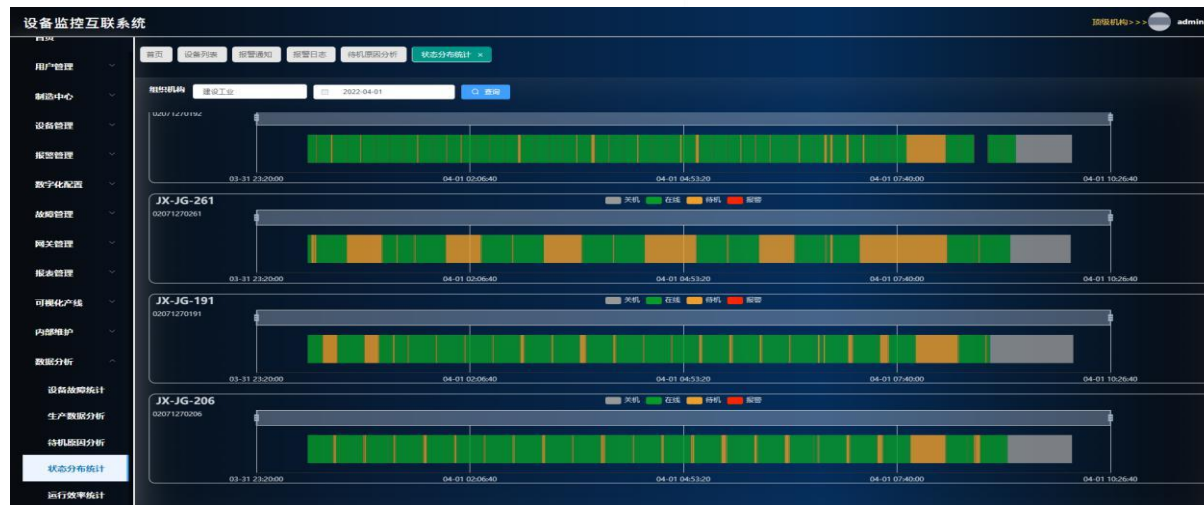 设备监控互联系统
顶级机构>>> admin
首页
用户管理
制造中心
设备管理
报警管理
数字化配置
故障管理
网关管理
报表管理
可视化产线
内部维护
数据分析
设备故障统计
生产数据分析
待机原因分析
状态分布统计
运行效率统计
首页 设备列表 报警通知 报警日志 待机原因分析 状态分布统计 ×
组织机构 建设工业 2022-04-01 查询
02071270192
03-31 23:20:00 04-01 02:06:40 04-01 04:53:20 04-01 07:40:00 04-01 10:26:40
JX-JG-261 关机 在线 待机 报警
02071270261
03-31 23:20:00 04-01 02:06:40 04-01 04:53:20 04-01 07:40:00 04-01 10:26:40
JX-JG-191 关机 在线 待机 报警
02071270191
03-31 23:20:00 04-01 02:06:40 04-01 04:53:20 04-01 07:40:00 04-01 10:26:40
JX-JG-206 关机 在线 待机 报警
02071270206
03-31 23:20:00 04-01 02:06:40 04-01 04:53:20 04-01 07:40:00 04-01 10:26:40